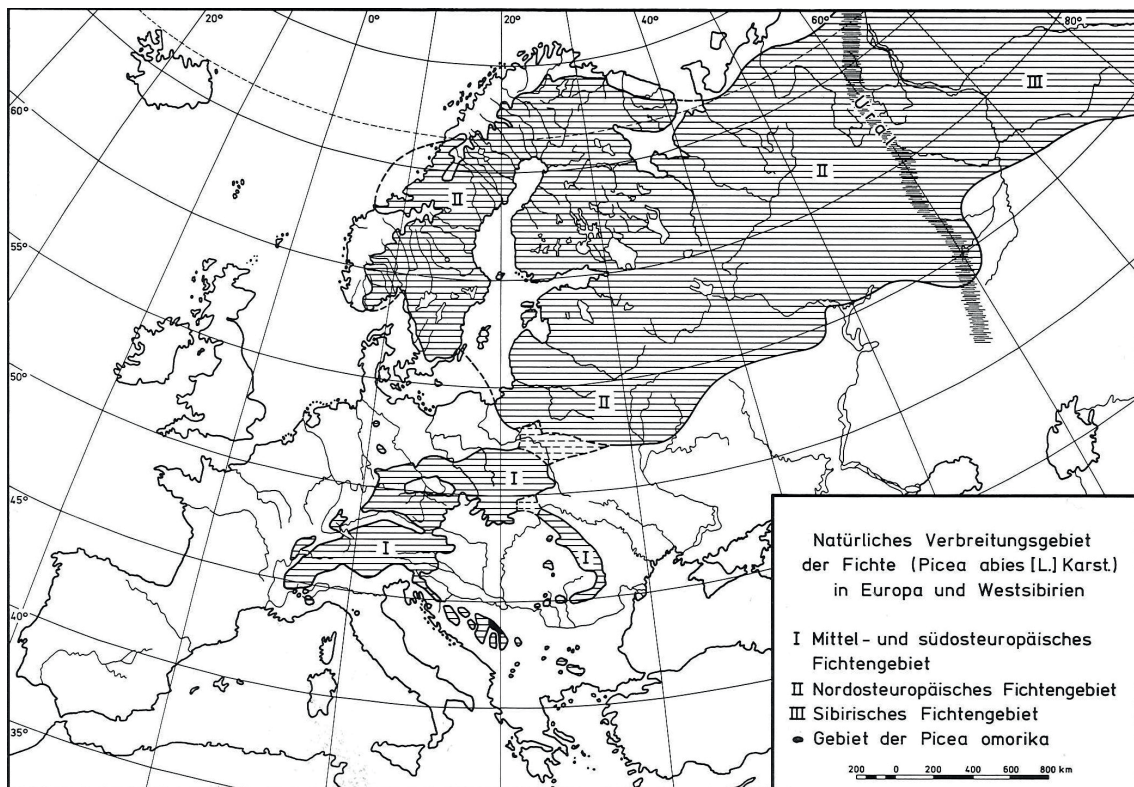 20°
0°
20°
60°
80°
60°
III
Ural
II
II
55°
50°
II
45°
I
I
I
40°
35°
Natürliches Verbreitungsgebiet
der Fichte (Picea abies [L.] Karst.)
in Europa und Westsibirien
I Mittel- und südosteuropäisches
Fichtengebiet
II Nordosteuropäisches Fichtengebiet
III Sibirisches Fichtengebiet
Gebiet der Picea omorika
200 0 200 400 600 800 km